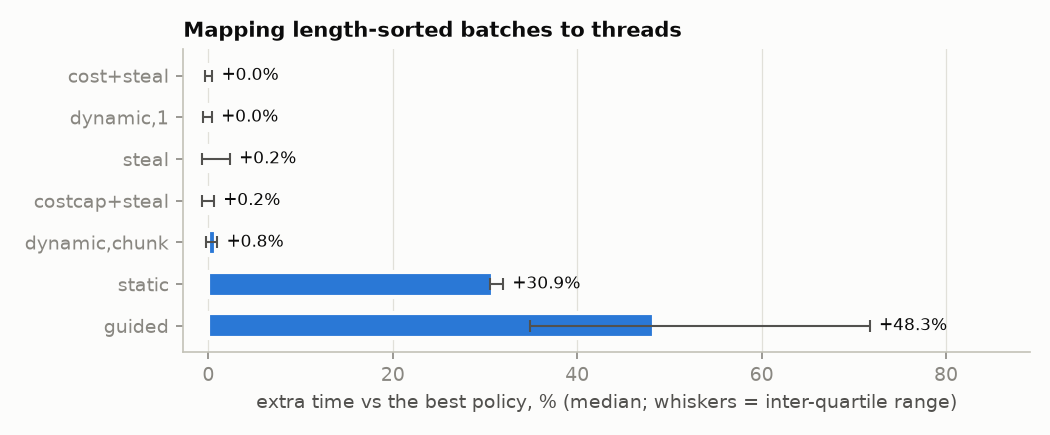 Mapping length-sorted batches to threads
cost+steal +0.0%
dynamic,1 +0.0%
steal +0.2%
costcap+steal +0.2%
dynamic,chunk +0.8%
static +30.9%
guided +48.3%
0 20 40 60 80
extra time vs the best policy, % (median; whiskers = inter-quartile range)